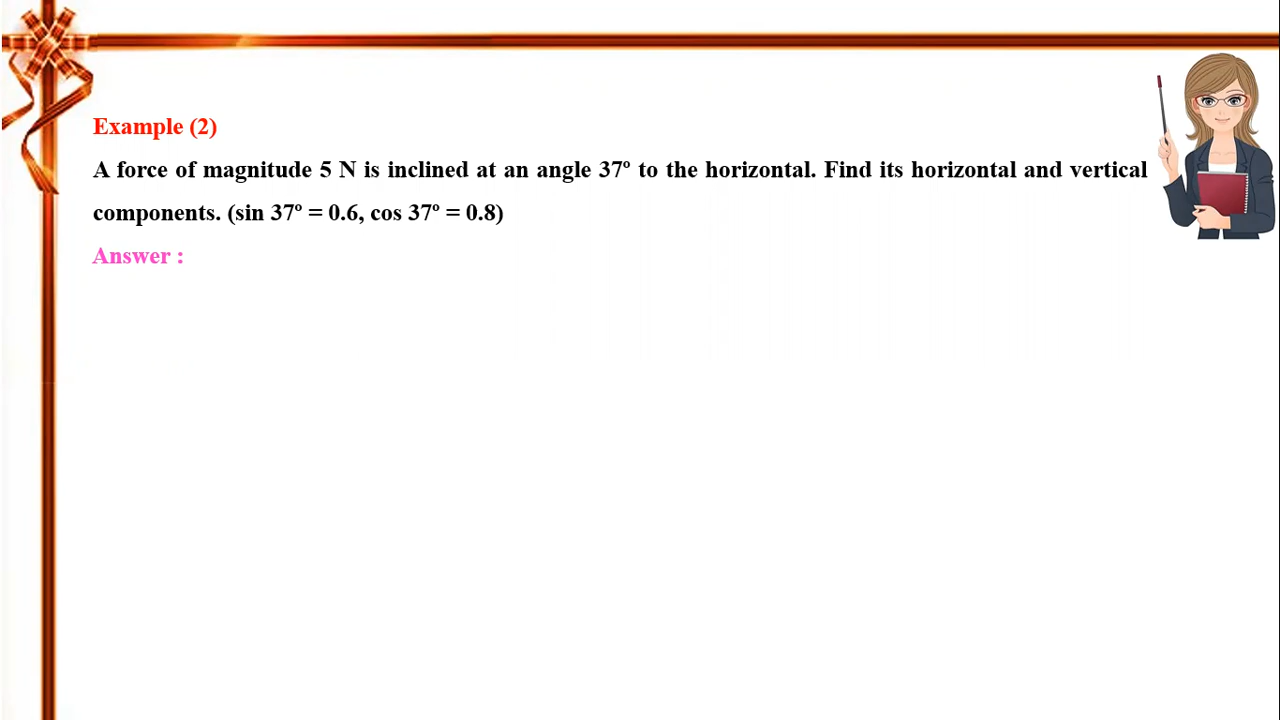 Example (2)
A force of magnitude 5 N is inclined at an angle 37º to the horizontal. Find its horizontal and vertical
components. (sin 37º = 0.6, cos 37º = 0.8)
Answer :